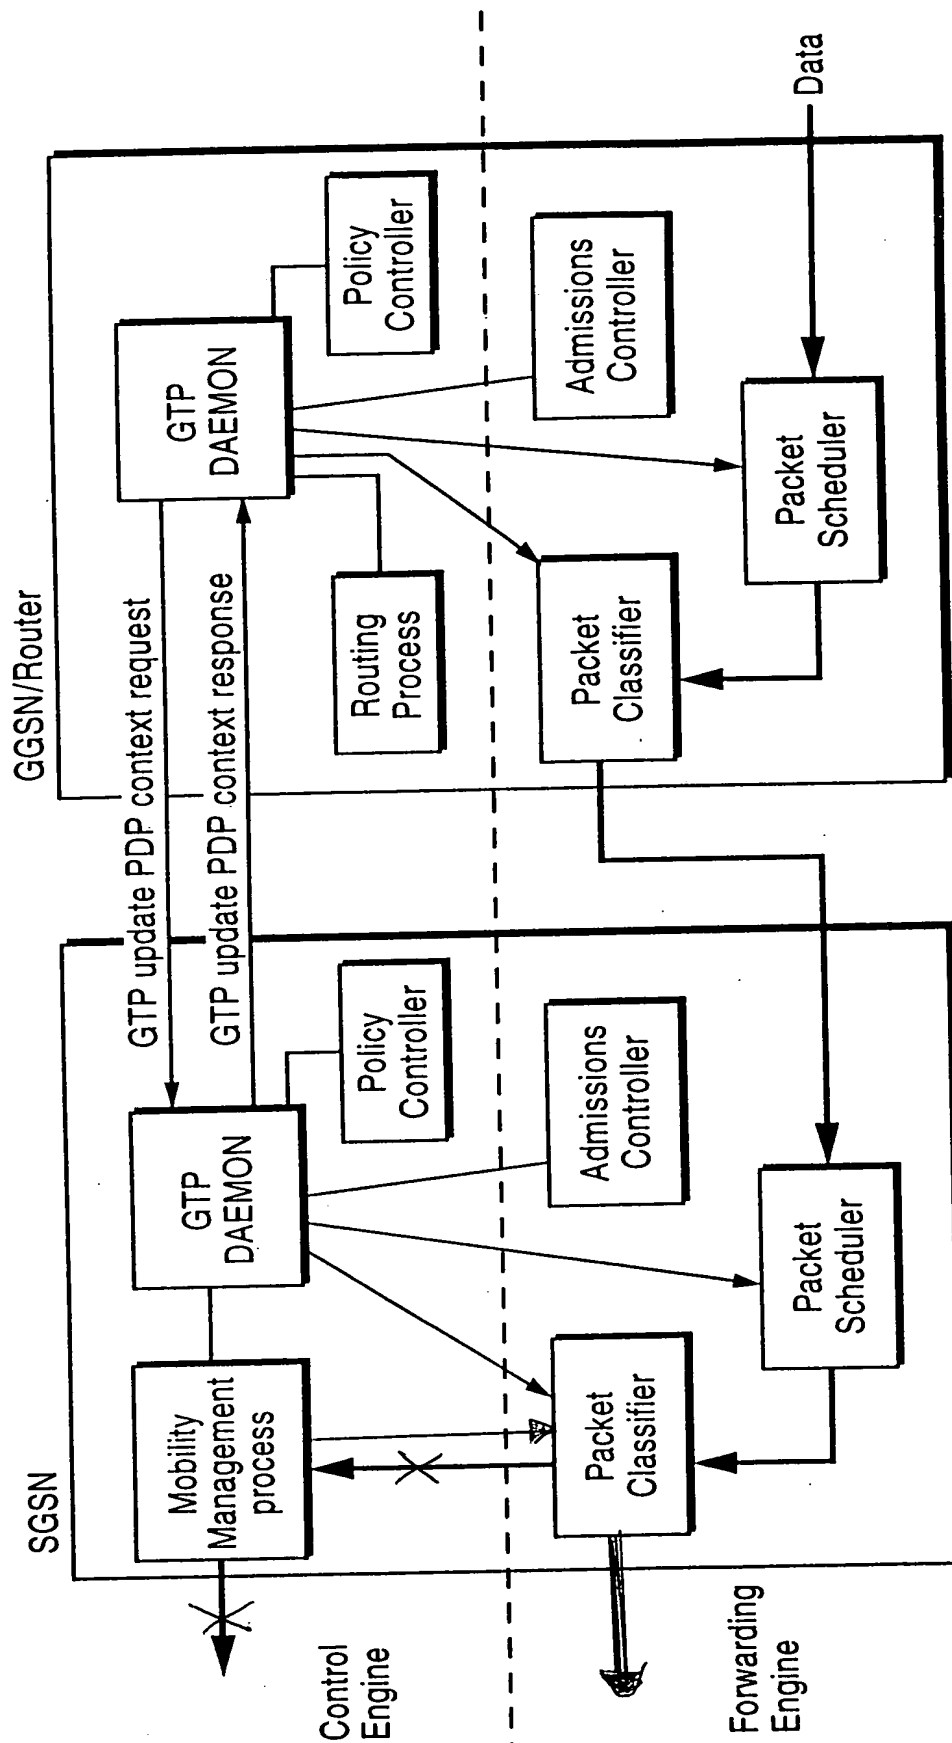 SGSN
GGSN/Router
GTP update PDP context request
GTP update PDP context response
Mobility
Management
process
GTP
DAEMON
Policy
Controller
GTP
DAEMON
Policy
Controller
Routing
Process
Control
Engine
Forwarding
Engine
Packet
Classifier
Admissions
Controller
Packet
Scheduler
Packet
Classifier
Admissions
Controller
Packet
Scheduler
Data